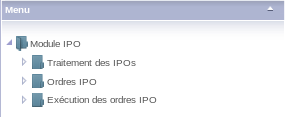 Menu
Module IPO
Traitement des IPOs
Ordres IPO
Exécution des ordres IPO